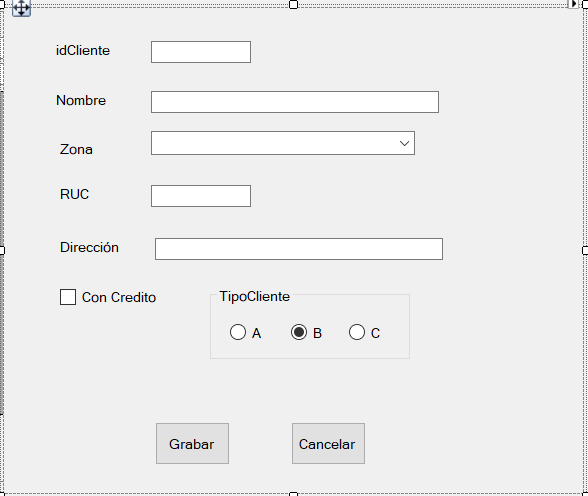 idCliente
Nombre
Zona
RUC
Dirección
Con Credito
TipoCliente
A B C
Grabar Cancelar